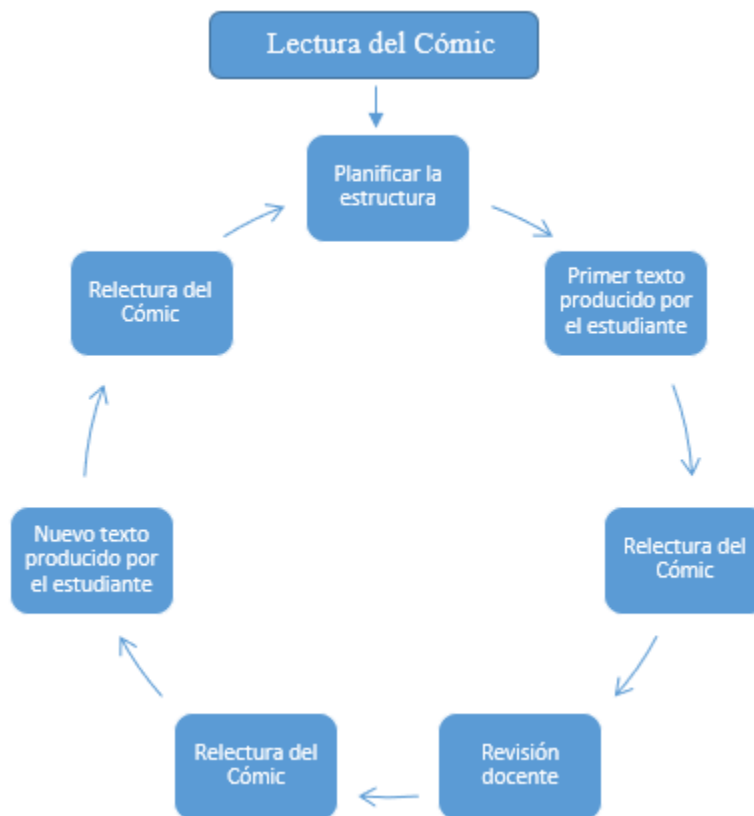 Lectura del Cómic
Planificar la
estructura
Primer texto
producido por
el estudiante
Relectura del
Cómic
Revisión
docente
Relectura del
Cómic
Nuevo texto
producido por
el estudiante
Relectura del
Cómic